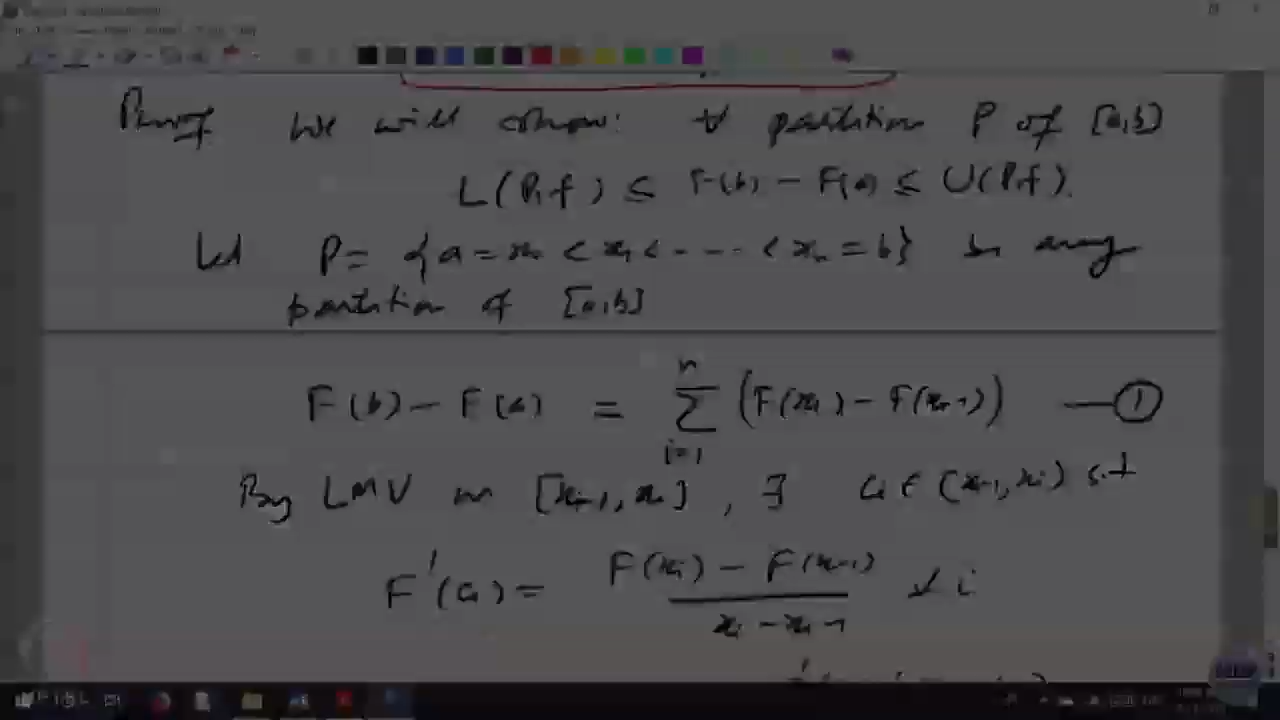 Proof We will show: ∀ partition P of [a,b]
L(P,f) ≤ F(b) − F(a) ≤ U(P,f).
Let P = {a = x₀ < x₁ < --- < xₙ = b} be any
partition of [a,b]
F(b) − F(a) = ∑ᵢ₌₁ⁿ (F(xᵢ) − F(xᵢ₋₁)) — ①
By LMV on [xᵢ₋₁, xᵢ], ∃ cᵢ ∈ (xᵢ₋₁, xᵢ) s.t
F'(cᵢ) = F(xᵢ) − F(xᵢ₋₁) / xᵢ − xᵢ₋₁ ∀ i